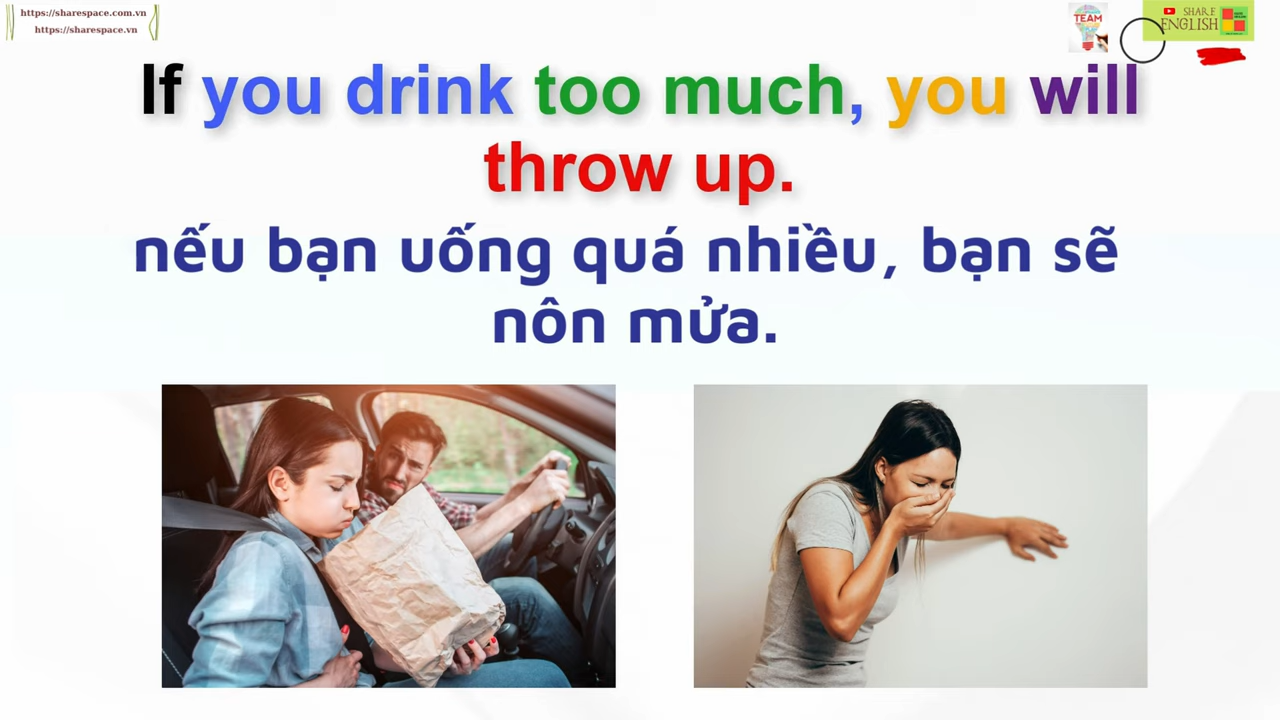 https://sharespace.com.vn
https://sharespace.vn
TEAM
SHARE
ENGLISH
If you drink too much, you will
throw up.
nếu bạn uống quá nhiều, bạn sẽ
nôn mửa.